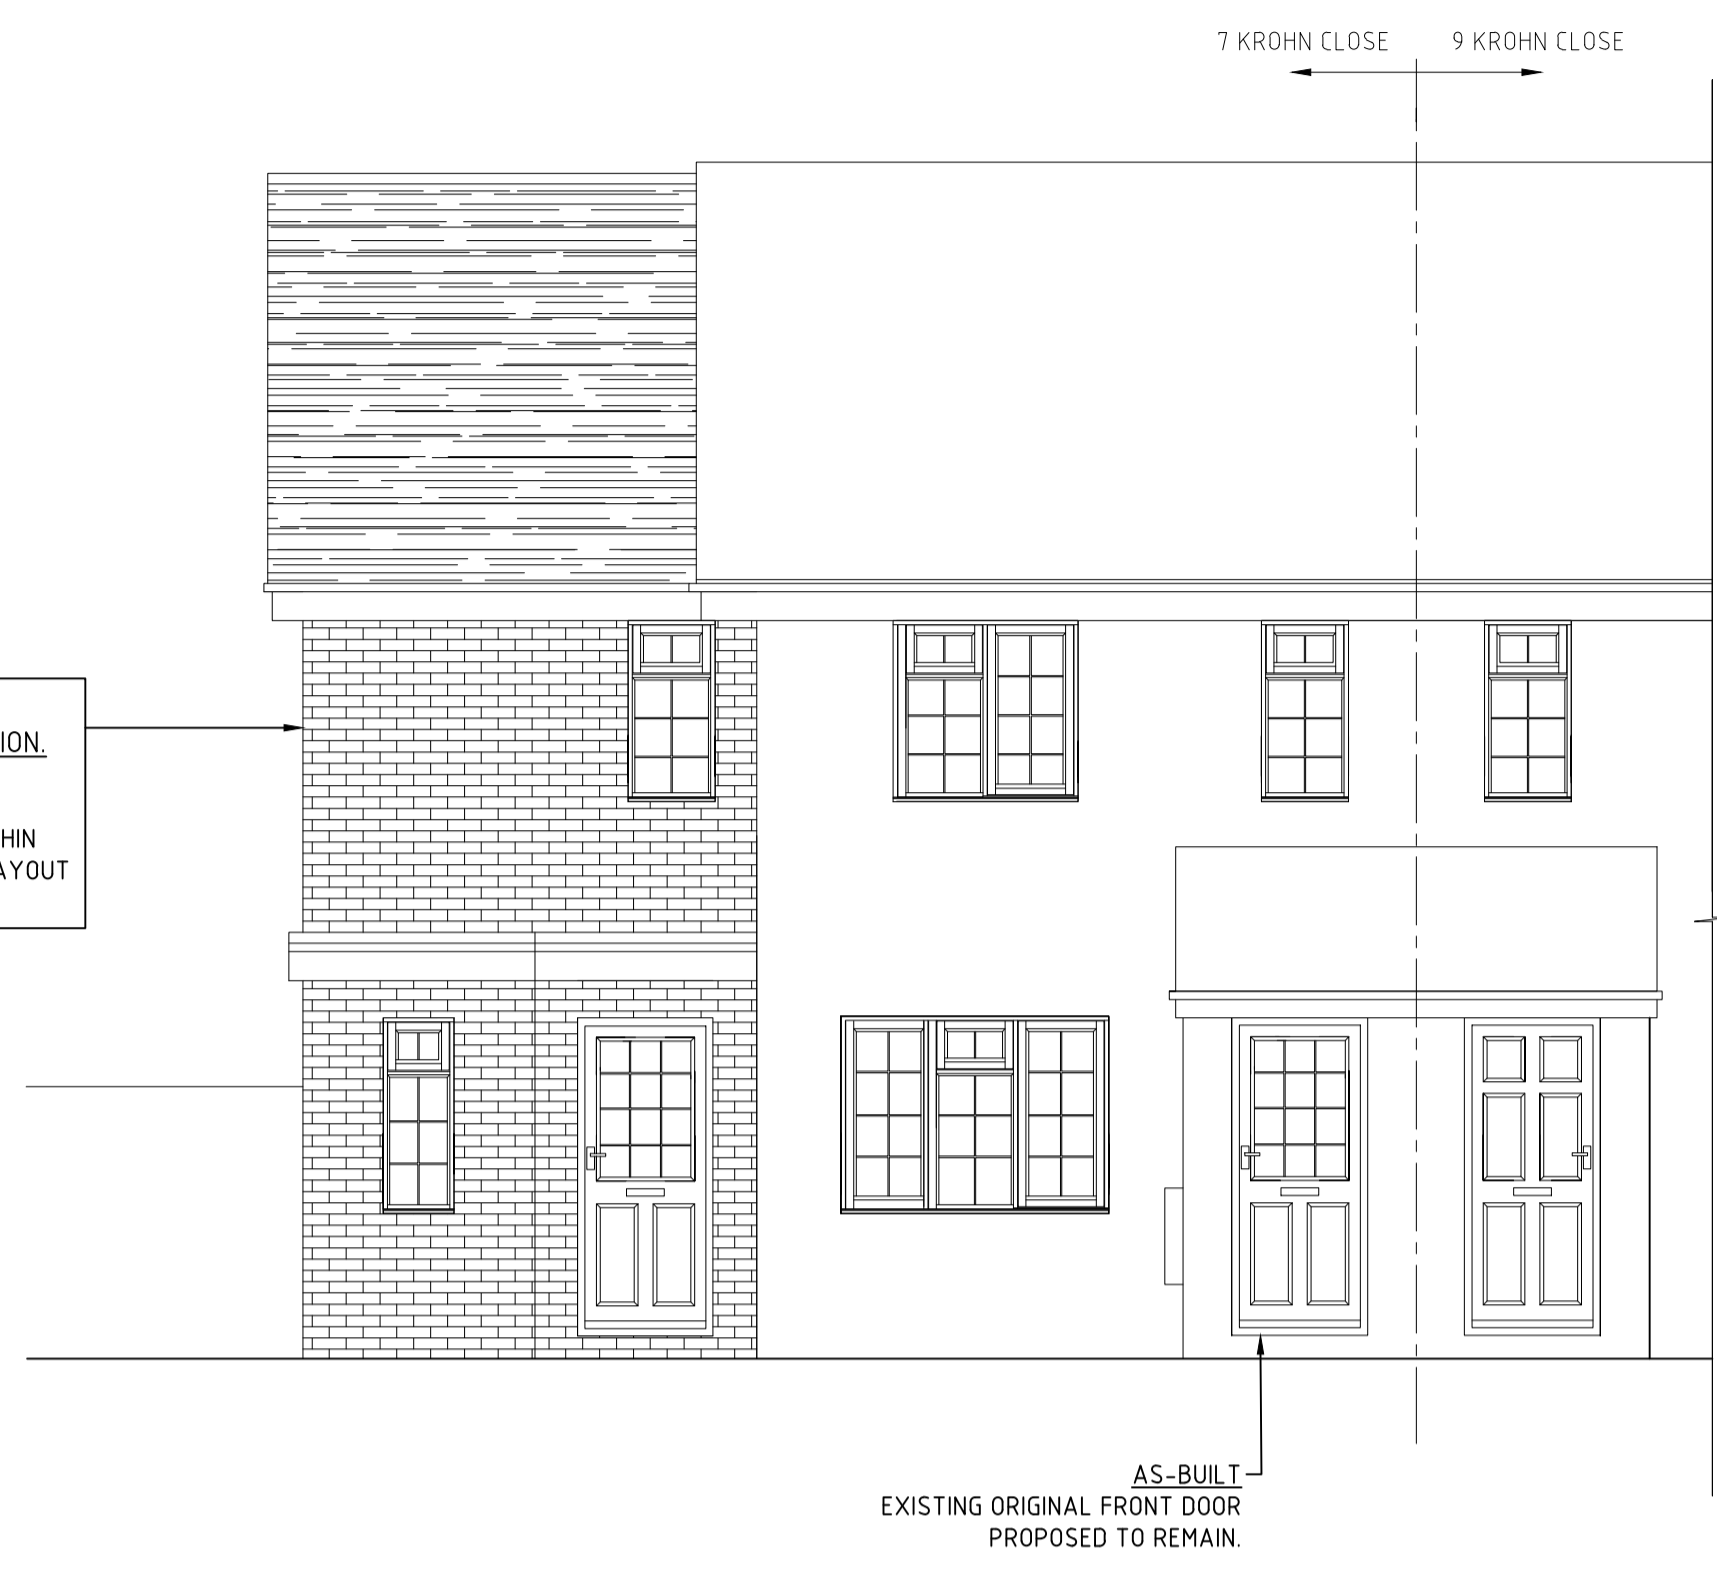 7 KROHN CLOSE
9 KROHN CLOSE
ION.
HIN
AYOUT
AS-BUILT
EXISTING ORIGINAL FRONT DOOR
PROPOSED TO REMAIN.